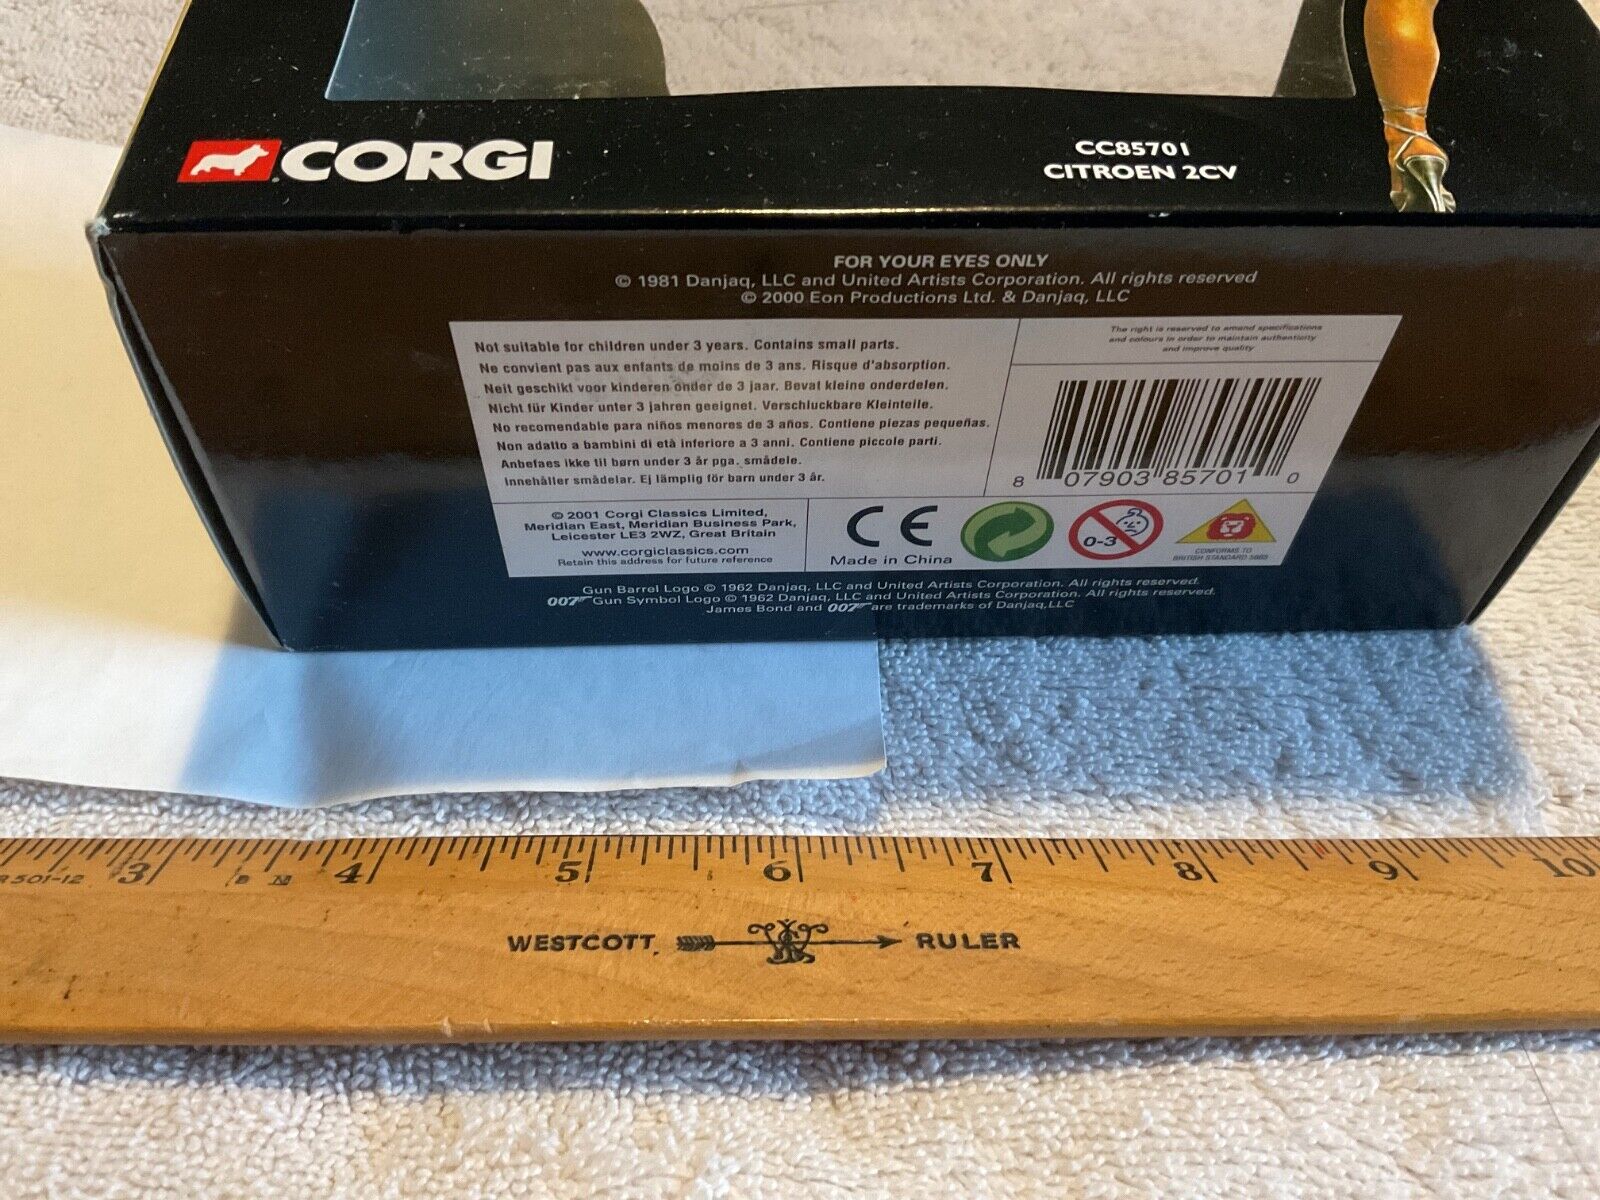 CORGI
CC85701
CITROEN 2CV
FOR YOUR EYES ONLY
© 1981 Danjaq, LLC and United Artists Corporation. All rights reserved
© 2000 Eon Productions Ltd. & Danjaq, LLC
Not suitable for children under 3 years. Contains small parts.
Ne convient pas aux enfants de moins de 3 ans. Risque d'absorption.
Neit geschikt voor kinderen onder de 3 jaar. Bevat kleine onderdelen.
Nicht für Kinder unter 3 jahren geeignet. Verschluckbare Kleinteile.
No recomendable para niños menores de 3 años. Contiene piezas pequeñas.
Non adatto a bambini di età inferiore a 3 anni. Contiene piccole parti.
Anbefaes ikke til børn under 3 år pga. smådele.
Innehåller smådelar. Ej lämplig för barn under 3 år.
The right is reserved to amend specifications
and colours in order to maintain authenticity
and improve quality
8 07903 85701 0
© 2001 Corgi Classics Limited,
Meridian East, Meridian Business Park,
Leicester LE3 2WZ, Great Britain
www.corgiclassics.com
Retain this address for future reference
CE
Made in China
0-3
CONFORMS TO
BRITISH STANDARD 5665
Gun Barrel Logo © 1962 Danjaq, LLC and United Artists Corporation. All rights reserved.
007 Gun Symbol Logo © 1962 Danjaq, LLC and United Artists Corporation. All rights reserved.
James Bond and 007 are trademarks of Danjaq,LLC
3 4 5 6 7 8 9 10
501-12
WESTCOTT RULER